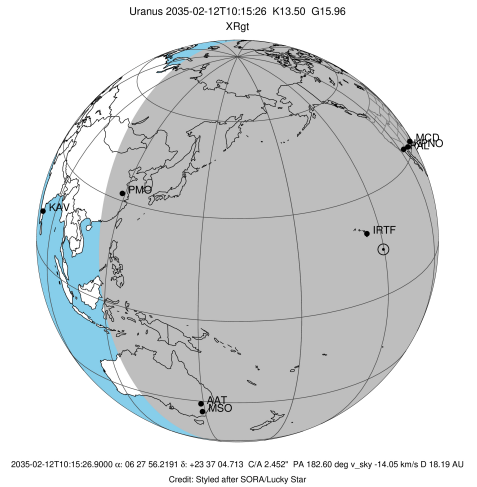 Uranus 2035-02-12T10:15:26 K13.50 G15.96
XRgt
MCD
KAV
PMO
IRTF
AAT
MSO
2035-02-12T10:15:26.9000 α: 06 27 56.2191 δ: +23 37 04.713 C/A 2.452" PA 182.60 deg v_sky -14.05 km/s D 18.19 AU
Credit: Styled after SORA/Lucky Star